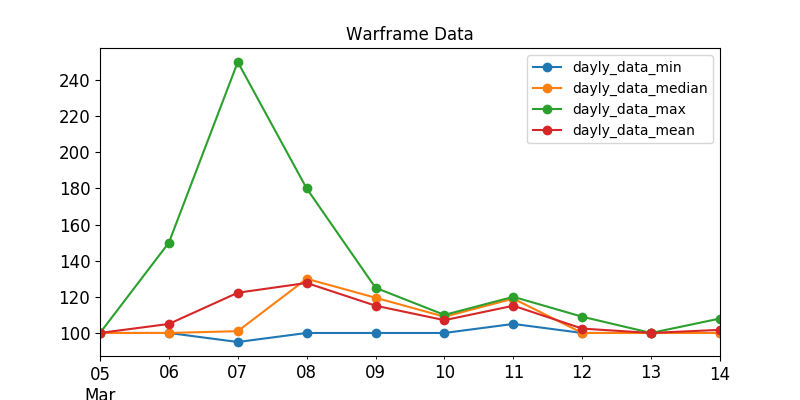 Warframe Data
dayly_data_min
dayly_data_median
dayly_data_max
dayly_data_mean
240
220
200
180
160
140
120
100
05 06 07 08 09 10 11 12 13 14
Mar